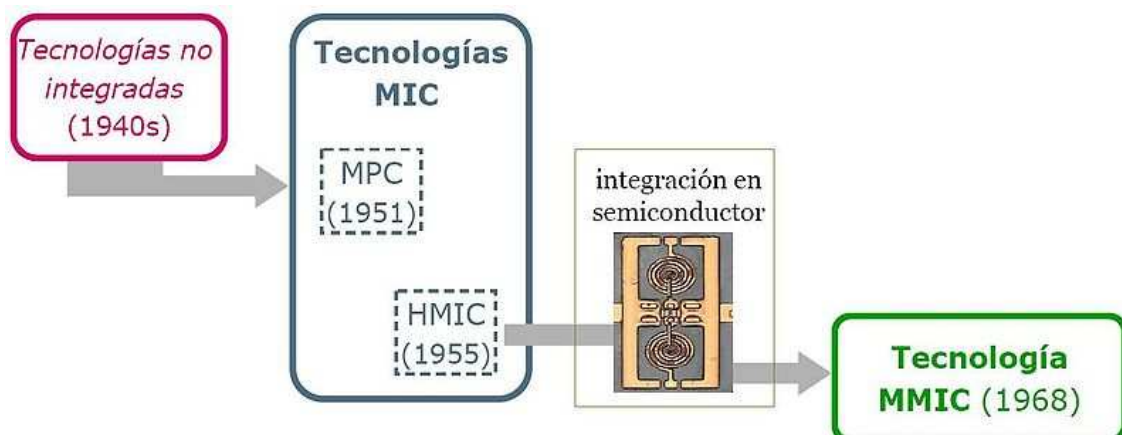 Tecnologías no
integradas
(1940s)
Tecnologías
MIC
MPC
(1951)
HMIC
(1955)
integración en
semiconductor
Tecnología
MMIC (1968)